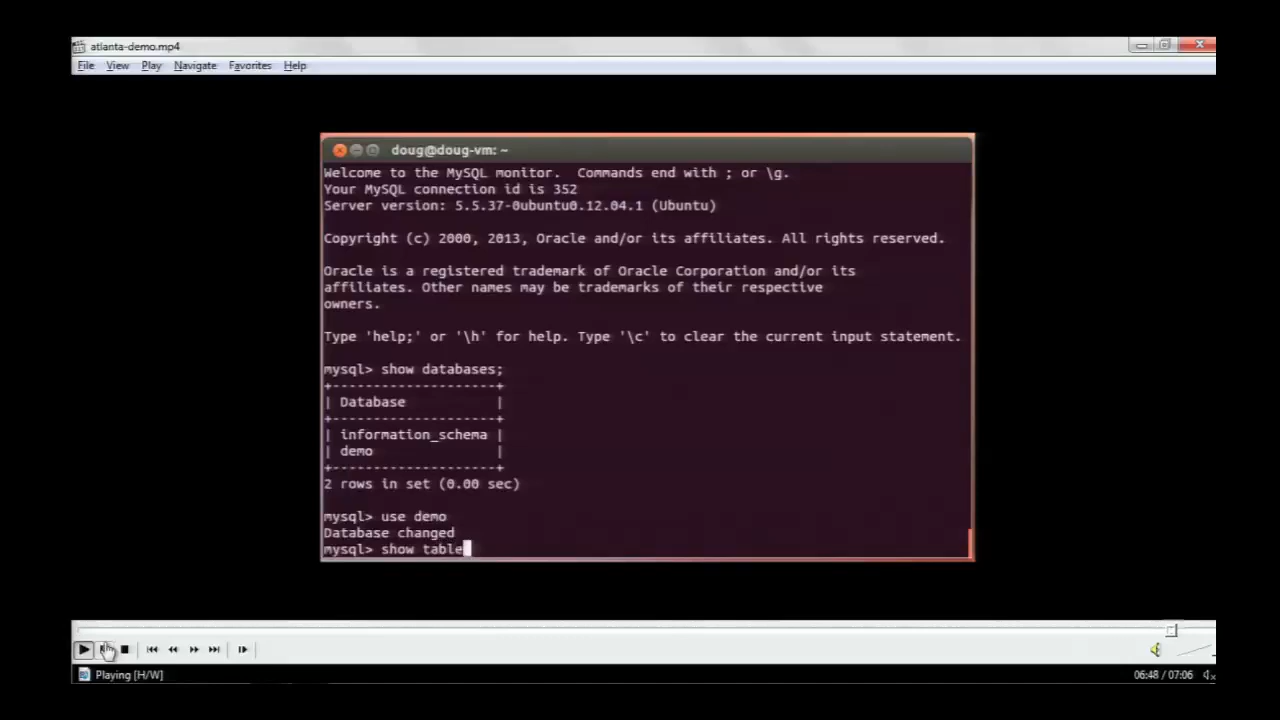 atlanta-demo.mp4
File View Play Navigate Favorites Help
doug@doug-vm: ~
Welcome to the MySQL monitor.  Commands end with ; or \g.
Your MySQL connection id is 352
Server version: 5.5.37-0ubuntu0.12.04.1 (Ubuntu)
Copyright (c) 2000, 2013, Oracle and/or its affiliates. All rights reserved.
Oracle is a registered trademark of Oracle Corporation and/or its
affiliates. Other names may be trademarks of their respective
owners.
Type 'help;' or '\h' for help. Type '\c' to clear the current input statement.
mysql> show databases;
+--------------------+
| Database           |
+--------------------+
| information_schema |
| demo               |
+--------------------+
2 rows in set (0.00 sec)
mysql> use demo
Database changed
mysql> show table
Playing [H/W] 06:48 / 07:06